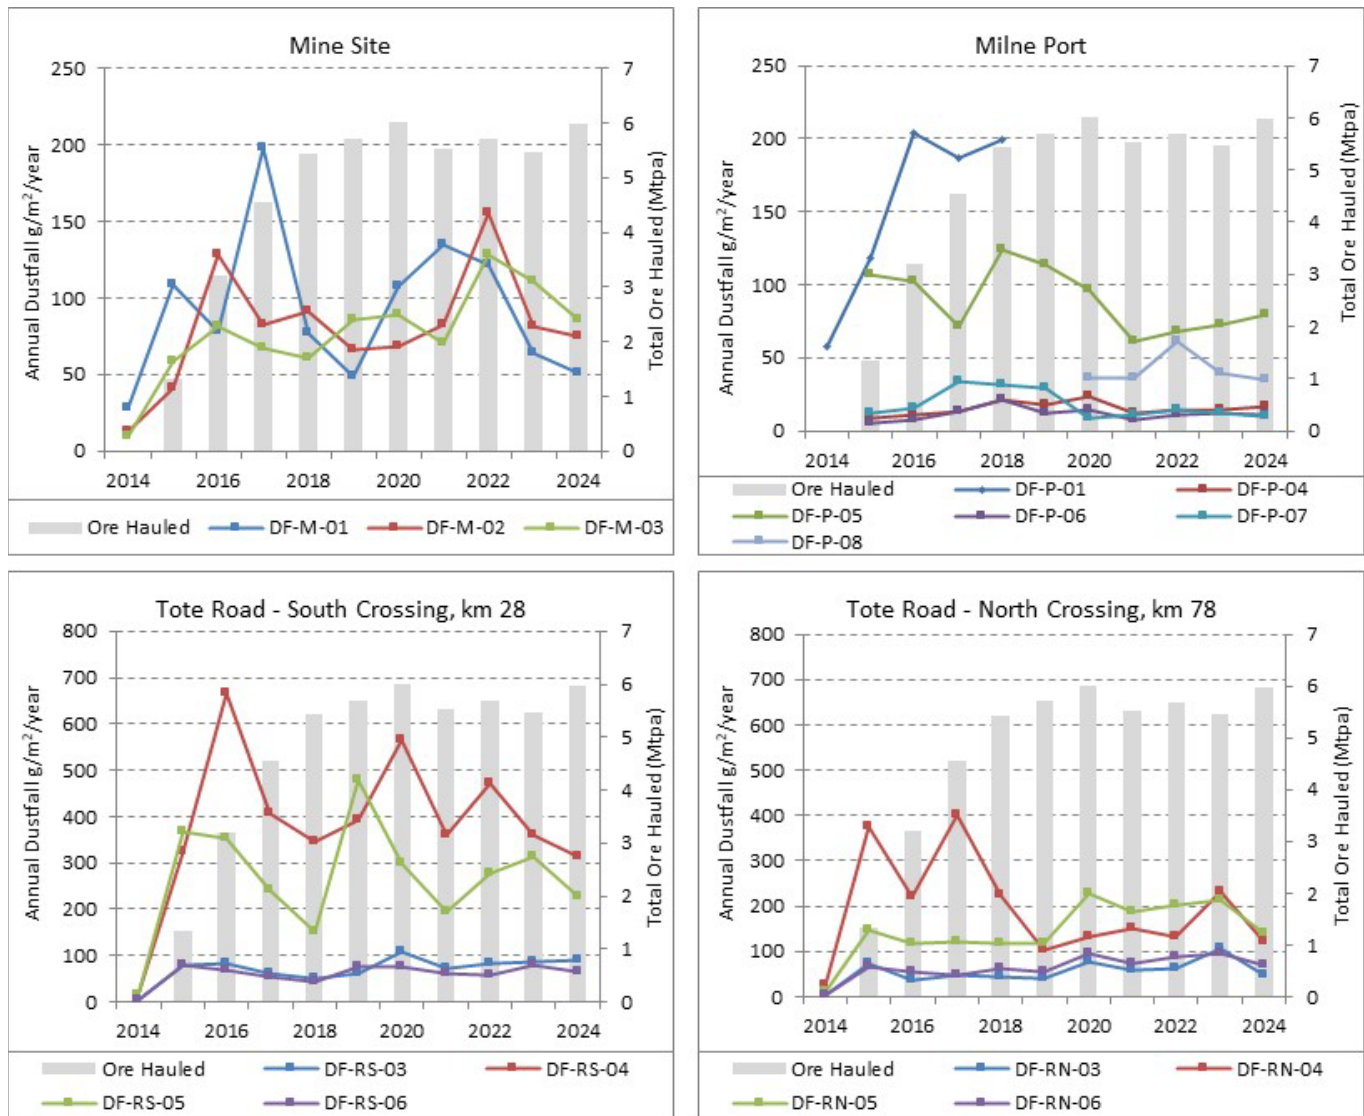 Mine Site
250
200
150
100
50
0
Annual Dustfall g/m²/year
7
6
5
4
3
2
1
0
Total Ore Hauled (Mtpa)
2014 2016 2018 2020 2022 2024
Ore Hauled DF-M-01 DF-M-02 DF-M-03
Milne Port
250
200
150
100
50
0
Annual Dustfall g/m²/year
7
6
5
4
3
2
1
0
Total Ore Hauled (Mtpa)
2014 2016 2018 2020 2022 2024
Ore Hauled DF-P-01 DF-P-04
DF-P-05 DF-P-06 DF-P-07
DF-P-08
Tote Road - South Crossing, km 28
800
700
600
500
400
300
200
100
0
Annual Dustfall g/m²/year
7
6
5
4
3
2
1
0
Total Ore Hauled (Mtpa)
2014 2016 2018 2020 2022 2024
Ore Hauled DF-RS-03 DF-RS-04
DF-RS-05 DF-RS-06
Tote Road - North Crossing, km 78
800
700
600
500
400
300
200
100
0
Annual Dustfall g/m²/year
7
6
5
4
3
2
1
0
Total Ore Hauled (Mtpa)
2014 2016 2018 2020 2022 2024
Ore Hauled DF-RN-03 DF-RN-04
DF-RN-05 DF-RN-06